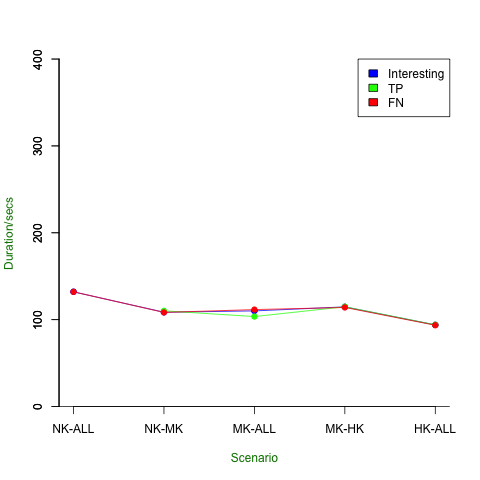 Interesting
TP
FN
400
300
200
100
0
Duration/secs
NK-ALL NK-MK MK-ALL MK-HK HK-ALL
Scenario